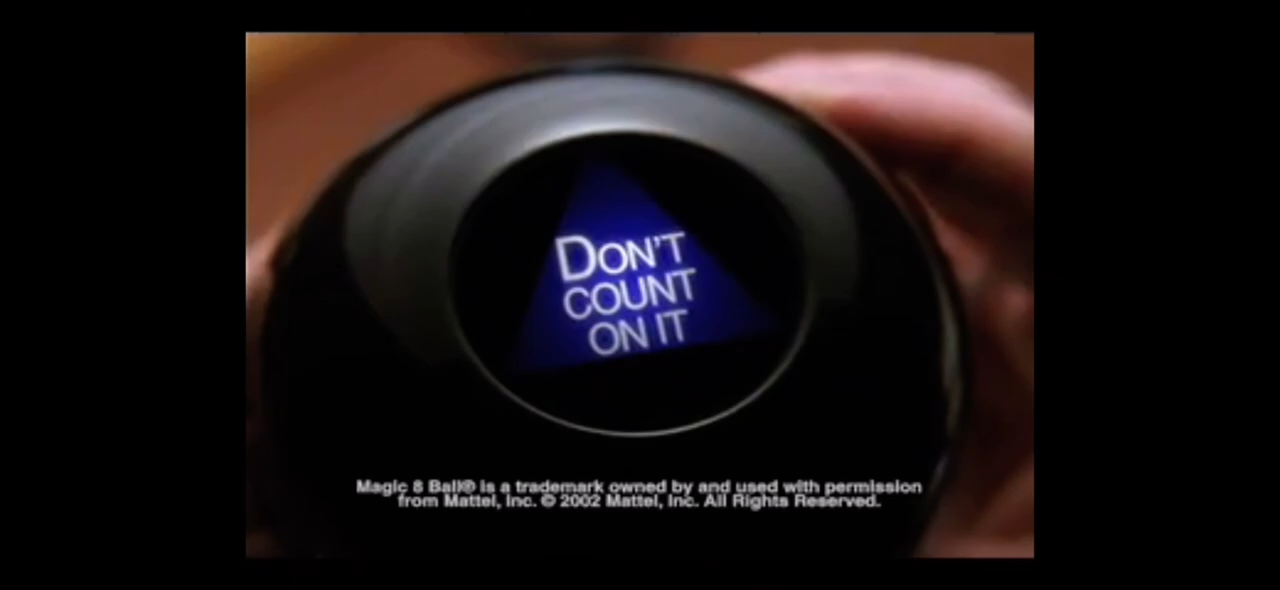 DON'T
COUNT
ON IT
Magic 8 Ball® is a trademark owned by and used with permission
from Mattel, Inc. © 2002 Mattel, Inc. All Rights Reserved.